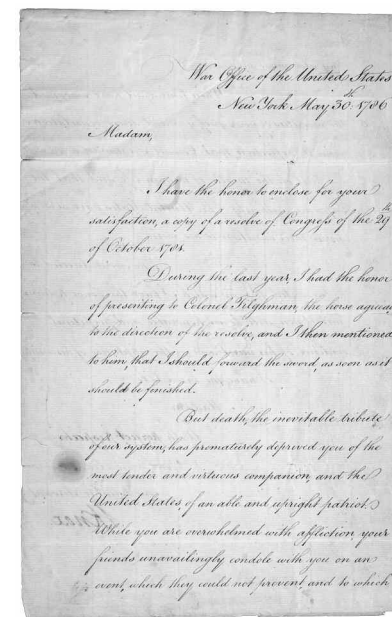 War Office of the United States
New York May 30th. 1786
Madam,
I have the honor to enclose for your
satisfaction, a copy of a resolve of Congress of the 29th
of October 1781.
During the last year, I had the honor
of presenting to Colonel Tilghman, the horse agreea
to the direction of the resolve, and I then mentioned
to him, that I should forward the sword, as soon as it
should be finished.
But death, the inevitable tribute
of our system, has prematurely deprived you of the
most tender and virtuous companion, and the
United States of an able and upright patriot.
While you are overwhelmed with affliction, your
friends unavailingly condole with you on an
event, which they could not prevent, and to which